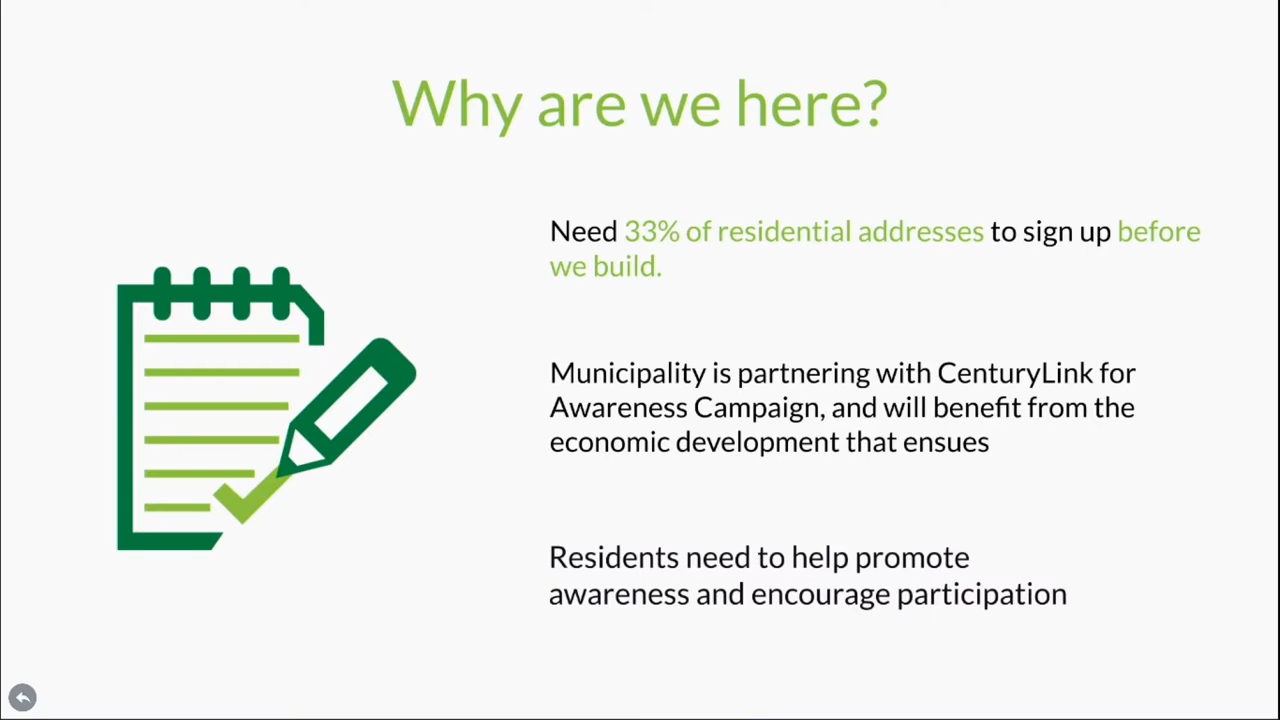 Why are we here?
Need 33% of residential addresses to sign up before
we build.
Municipality is partnering with CenturyLink for
Awareness Campaign, and will benefit from the
economic development that ensues
Residents need to help promote
awareness and encourage participation